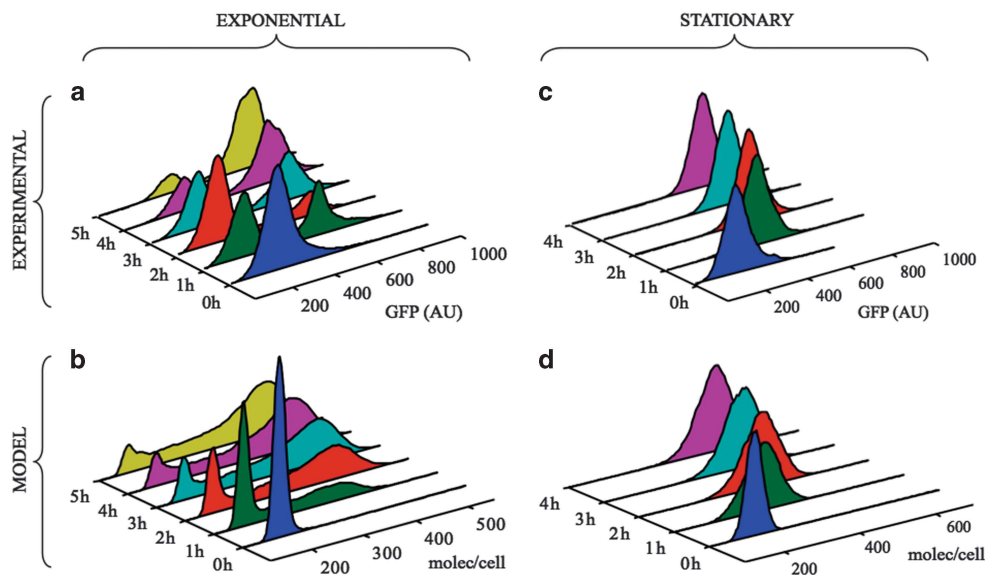 EXPONENTIAL
STATIONARY
EXPERIMENTAL
MODEL
a
5h
4h
3h
2h
1h
0h
200
400
600
800
1000
GFP (AU)
c
4h
3h
2h
1h
0h
200
400
600
800
1000
GFP (AU)
b
5h
4h
3h
2h
1h
0h
200
300
400
500
molec/cell
d
4h
3h
2h
1h
0h
200
400
600
molec/cell